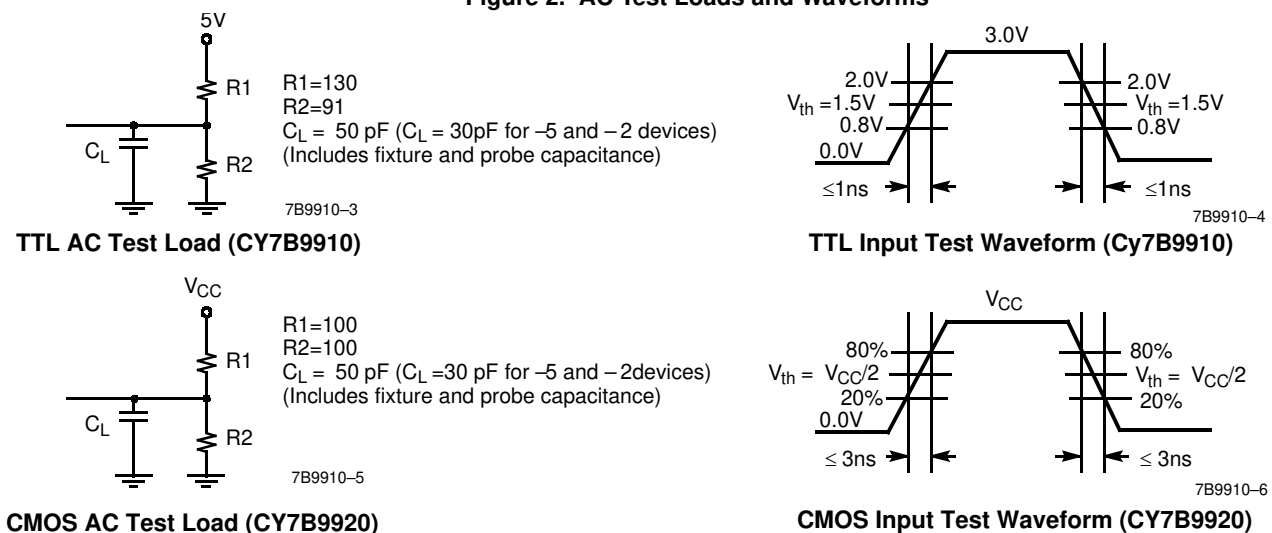 Figure 2. AC Test Loads and Waveforms
5V
R1
R2
C_L
R1=130
R2=91
C_L = 50 pF (C_L = 30pF for –5 and – 2 devices)
(Includes fixture and probe capacitance)
7B9910–3
TTL AC Test Load (CY7B9910)
3.0V
2.0V
V_th =1.5V
0.8V
0.0V
2.0V
V_th =1.5V
0.8V
≤1ns
≤1ns
7B9910–4
TTL Input Test Waveform (Cy7B9910)
V_CC
R1
R2
C_L
R1=100
R2=100
C_L = 50 pF (C_L =30 pF for –5 and – 2devices)
(Includes fixture and probe capacitance)
7B9910–5
CMOS AC Test Load (CY7B9920)
V_CC
80%
V_th = V_CC/2
20%
0.0V
80%
V_th = V_CC/2
20%
≤ 3ns
≤ 3ns
7B9910–6
CMOS Input Test Waveform (CY7B9920)